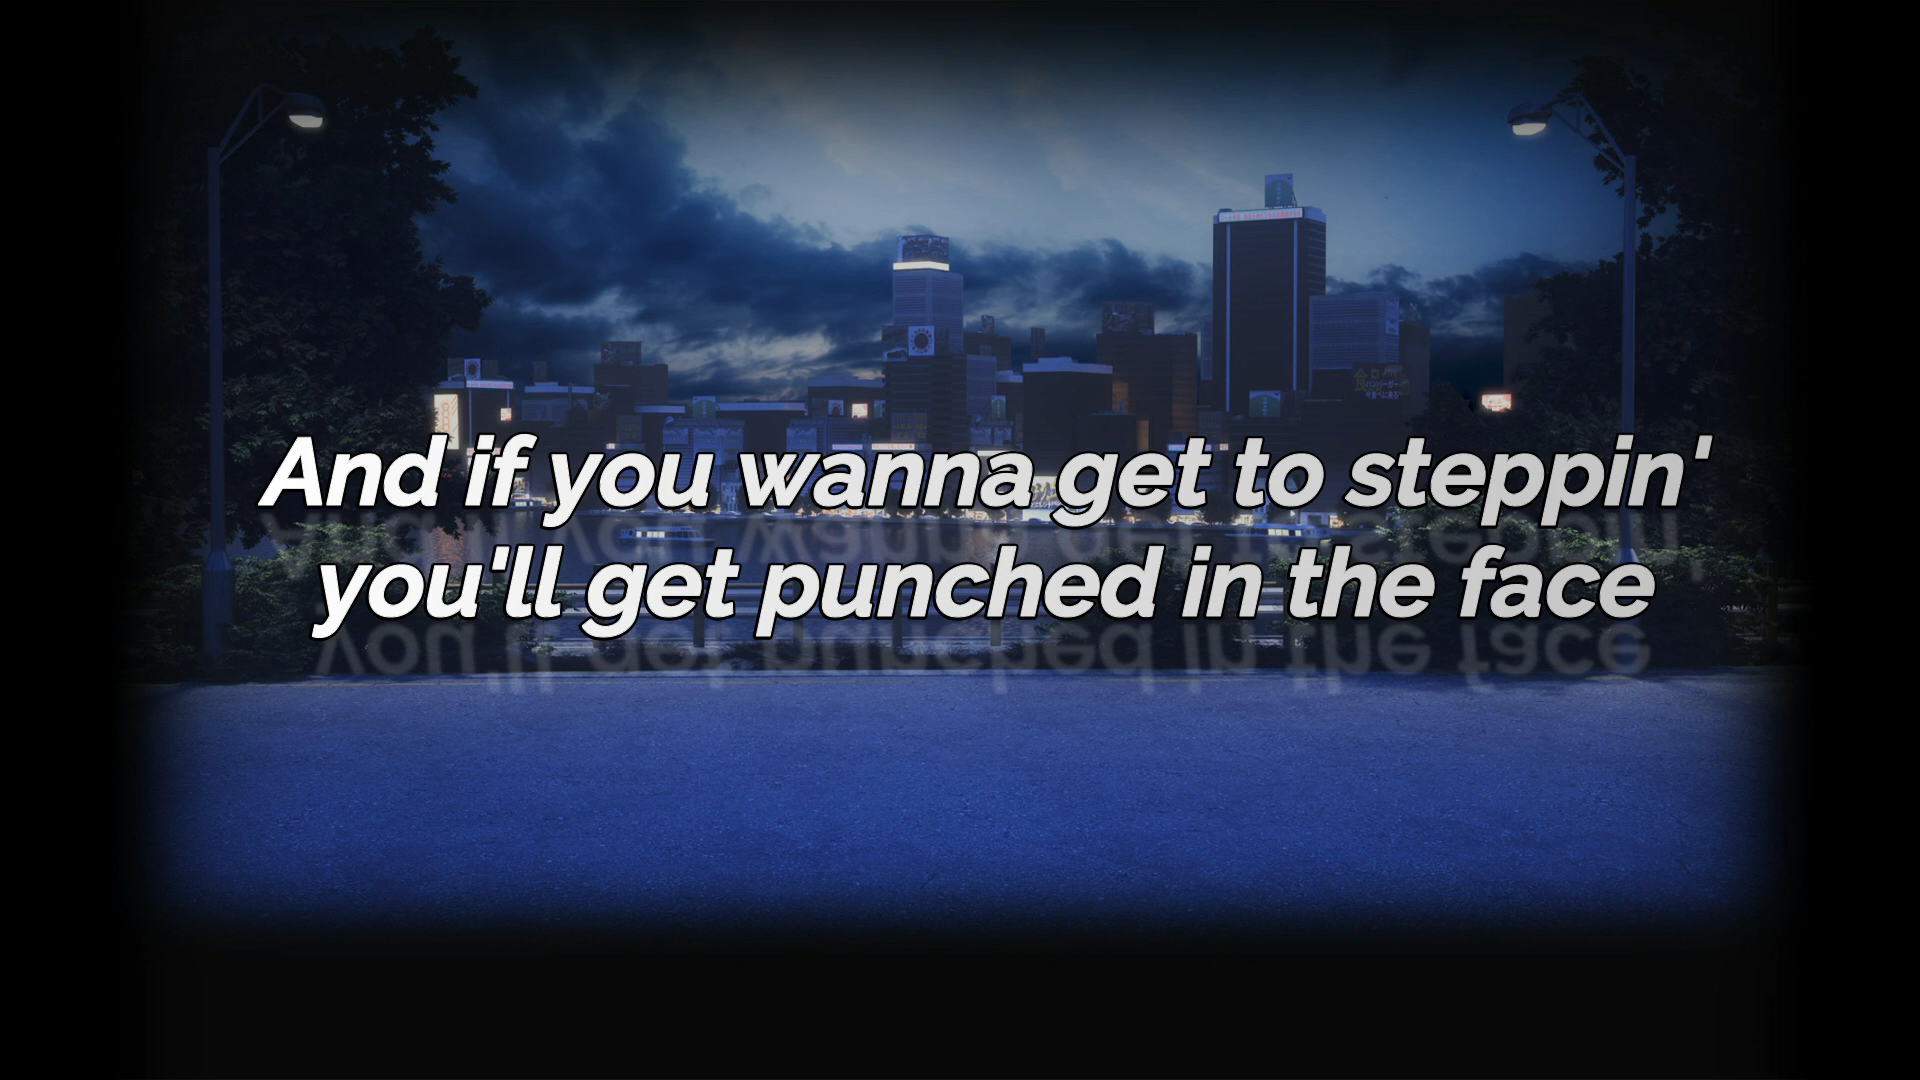 And if you wanna get to steppin'
you'll get punched in the face